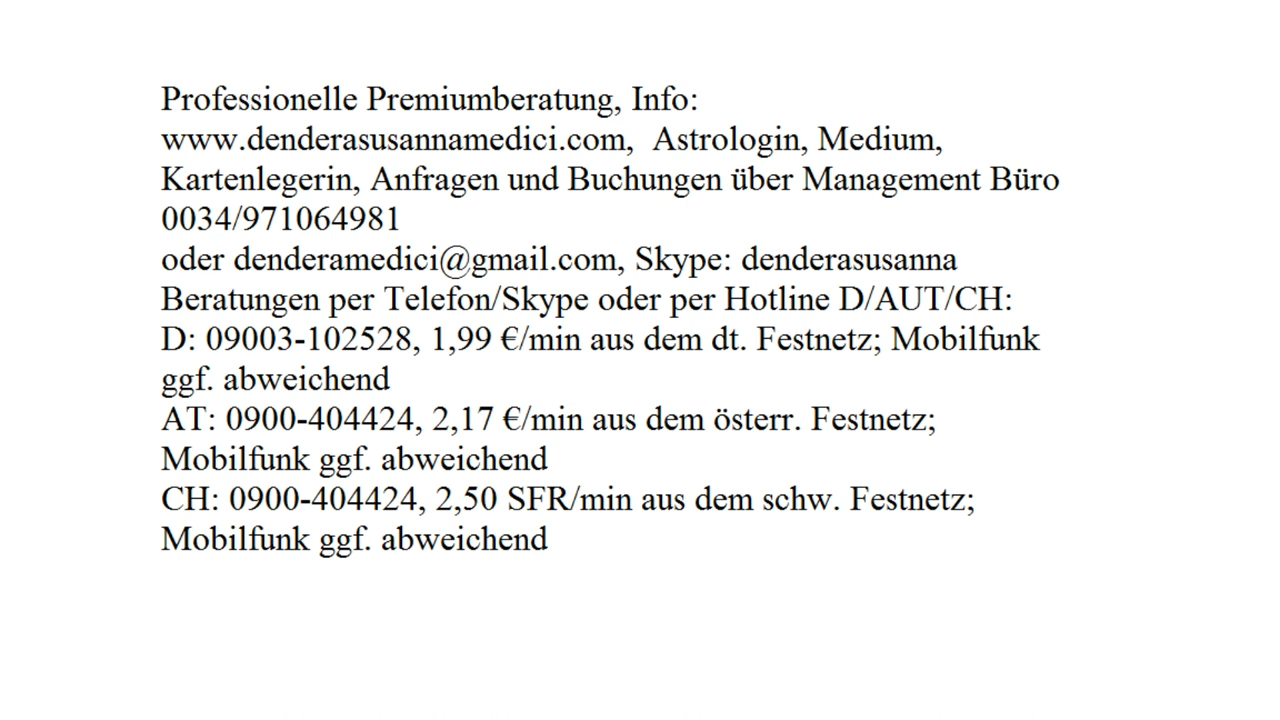 Professionelle Premiumberatung, Info:
www.denderasusannamedici.com,  Astrologin, Medium,
Kartenlegerin, Anfragen und Buchungen über Management Büro
0034/971064981
oder denderamedici@gmail.com, Skype: denderasusanna
Beratungen per Telefon/Skype oder per Hotline D/AUT/CH:
D: 09003-102528, 1,99 €/min aus dem dt. Festnetz; Mobilfunk
ggf. abweichend
AT: 0900-404424, 2,17 €/min aus dem österr. Festnetz;
Mobilfunk ggf. abweichend
CH: 0900-404424, 2,50 SFR/min aus dem schw. Festnetz;
Mobilfunk ggf. abweichend